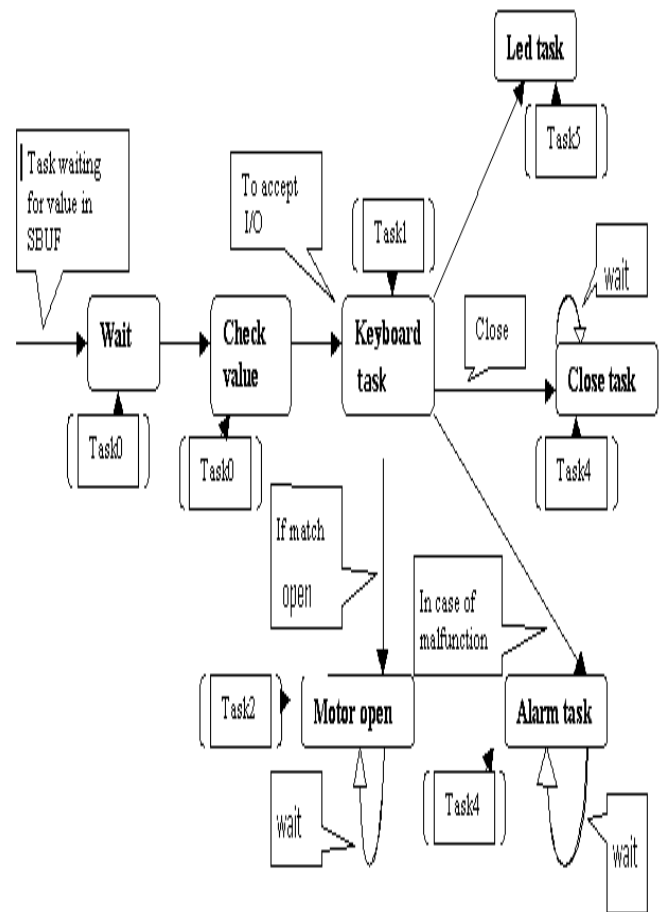 Led task
Task5
Task waiting
for value in
SBUF
To accept
I/O
Task1
wait
Wait
Check
value
Keyboard
task
Close
Close task
Task0
Task0
Task4
If match
open
In case of
malfunction
Task2
Motor open
Alarm task
Task4
wait
wait